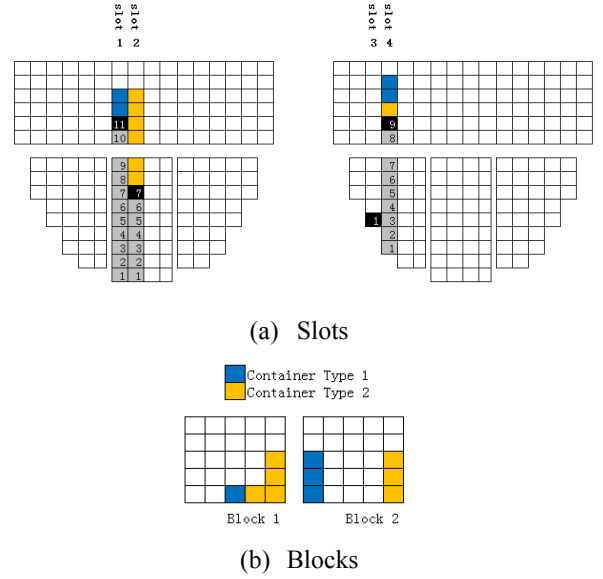 slot 1
slot 2
11
10
9
8
7 7
6 6
5 5
4 4
3 3
2 2
1 1
slot 3
slot 4
9
8
7
6
5
4
1 3
2
1
(a) Slots
Container Type 1
Container Type 2
Block 1
Block 2
(b) Blocks